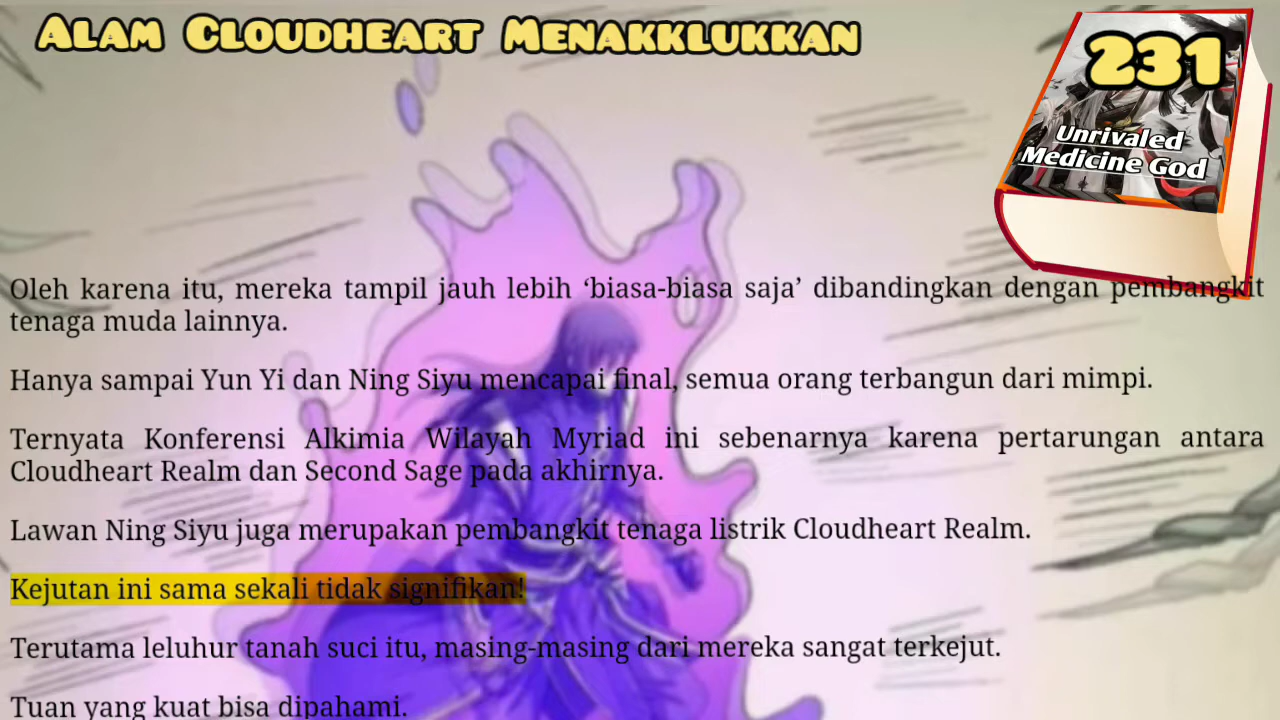 Alam Cloudheart Menakklukkan
231
Unrivaled
Medicine God
Oleh karena itu, mereka tampil jauh lebih ‘biasa-biasa saja’ dibandingkan dengan pembangkit
tenaga muda lainnya.
Hanya sampai Yun Yi dan Ning Siyu mencapai final, semua orang terbangun dari mimpi.
Ternyata Konferensi Alkimia Wilayah Myriad ini sebenarnya karena pertarungan antara
Cloudheart Realm dan Second Sage pada akhirnya.
Lawan Ning Siyu juga merupakan pembangkit tenaga listrik Cloudheart Realm.
Kejutan ini sama sekali tidak signifikan!
Terutama leluhur tanah suci itu, masing-masing dari mereka sangat terkejut.
Tuan yang kuat bisa dipahami.